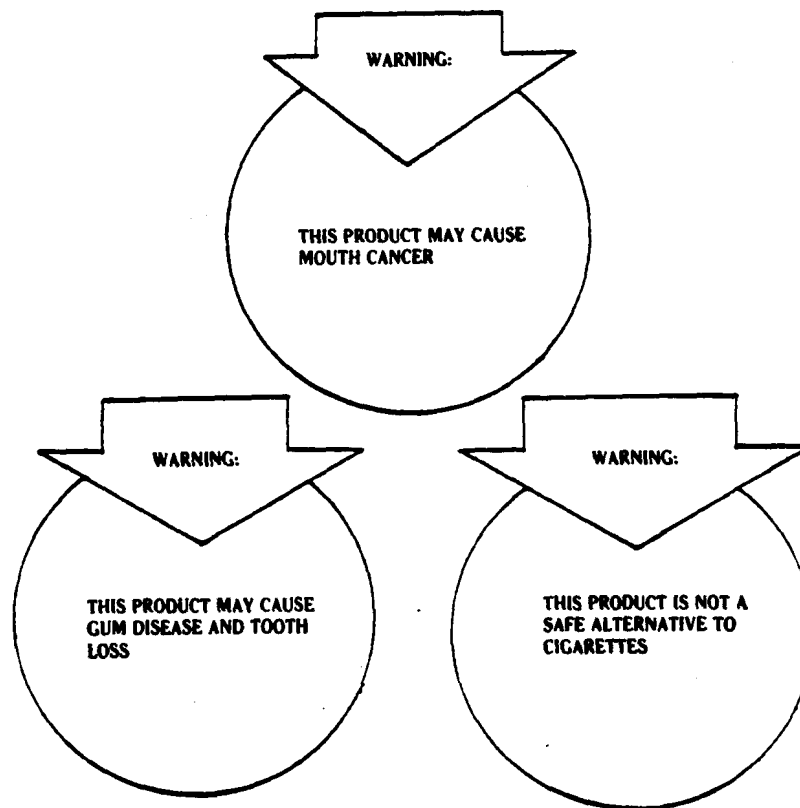 WARNING:
THIS PRODUCT MAY CAUSE
MOUTH CANCER
WARNING:
THIS PRODUCT MAY CAUSE
GUM DISEASE AND TOOTH
LOSS
WARNING:
THIS PRODUCT IS NOT A
SAFE ALTERNATIVE TO
CIGARETTES